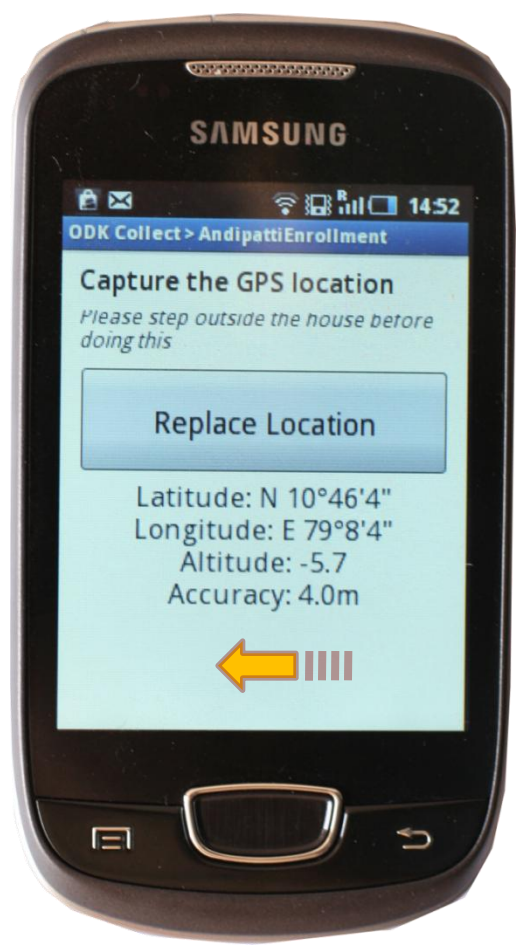 SAMSUNG
R 14:52
ODK Collect > AndipattiEnrollment
Capture the GPS location
Please step outside the house before
doing this
Replace Location
Latitude: N 10°46'4"
Longitude: E 79°8'4"
Altitude: -5.7
Accuracy: 4.0m